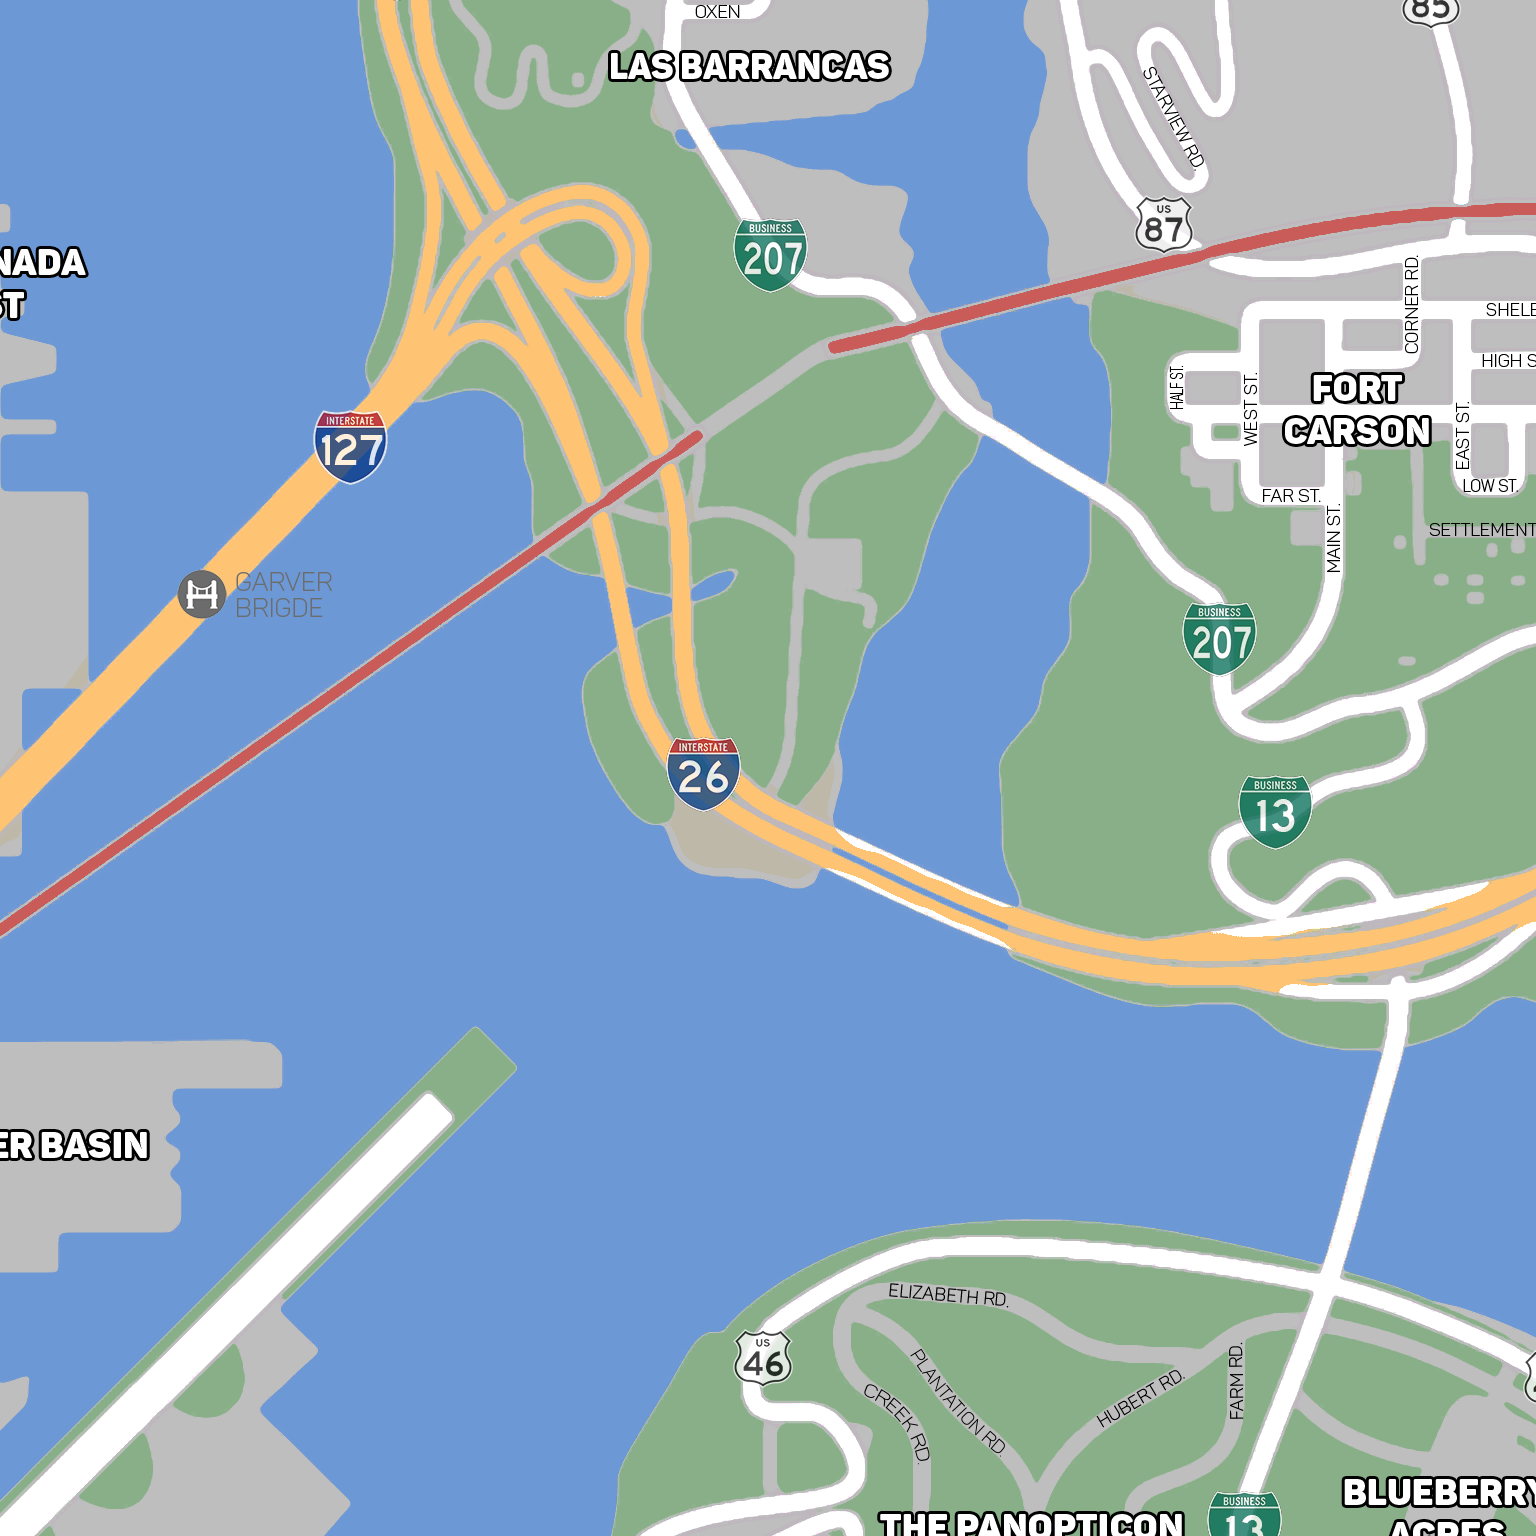 OXEN
85
LAS BARRANCAS
STARVIEW RD.
US
87
BUSINESS
207
NADA
ST
CORNER RD.
SHELB
HIGH S
HALF ST.
WEST ST.
FORT
CARSON
EAST ST.
LOW ST.
FAR ST.
MAIN ST.
SETTLEMENT
INTERSTATE
127
GARVER
BRIGDE
BUSINESS
207
INTERSTATE
26
BUSINESS
13
ER BASIN
ELIZABETH RD.
US
46
PLANTATION RD.
CREEK RD.
HUBERT RD.
FARM RD.
BLUEBERRY
ACRES
BUSINESS
13
THE PANOPTICON